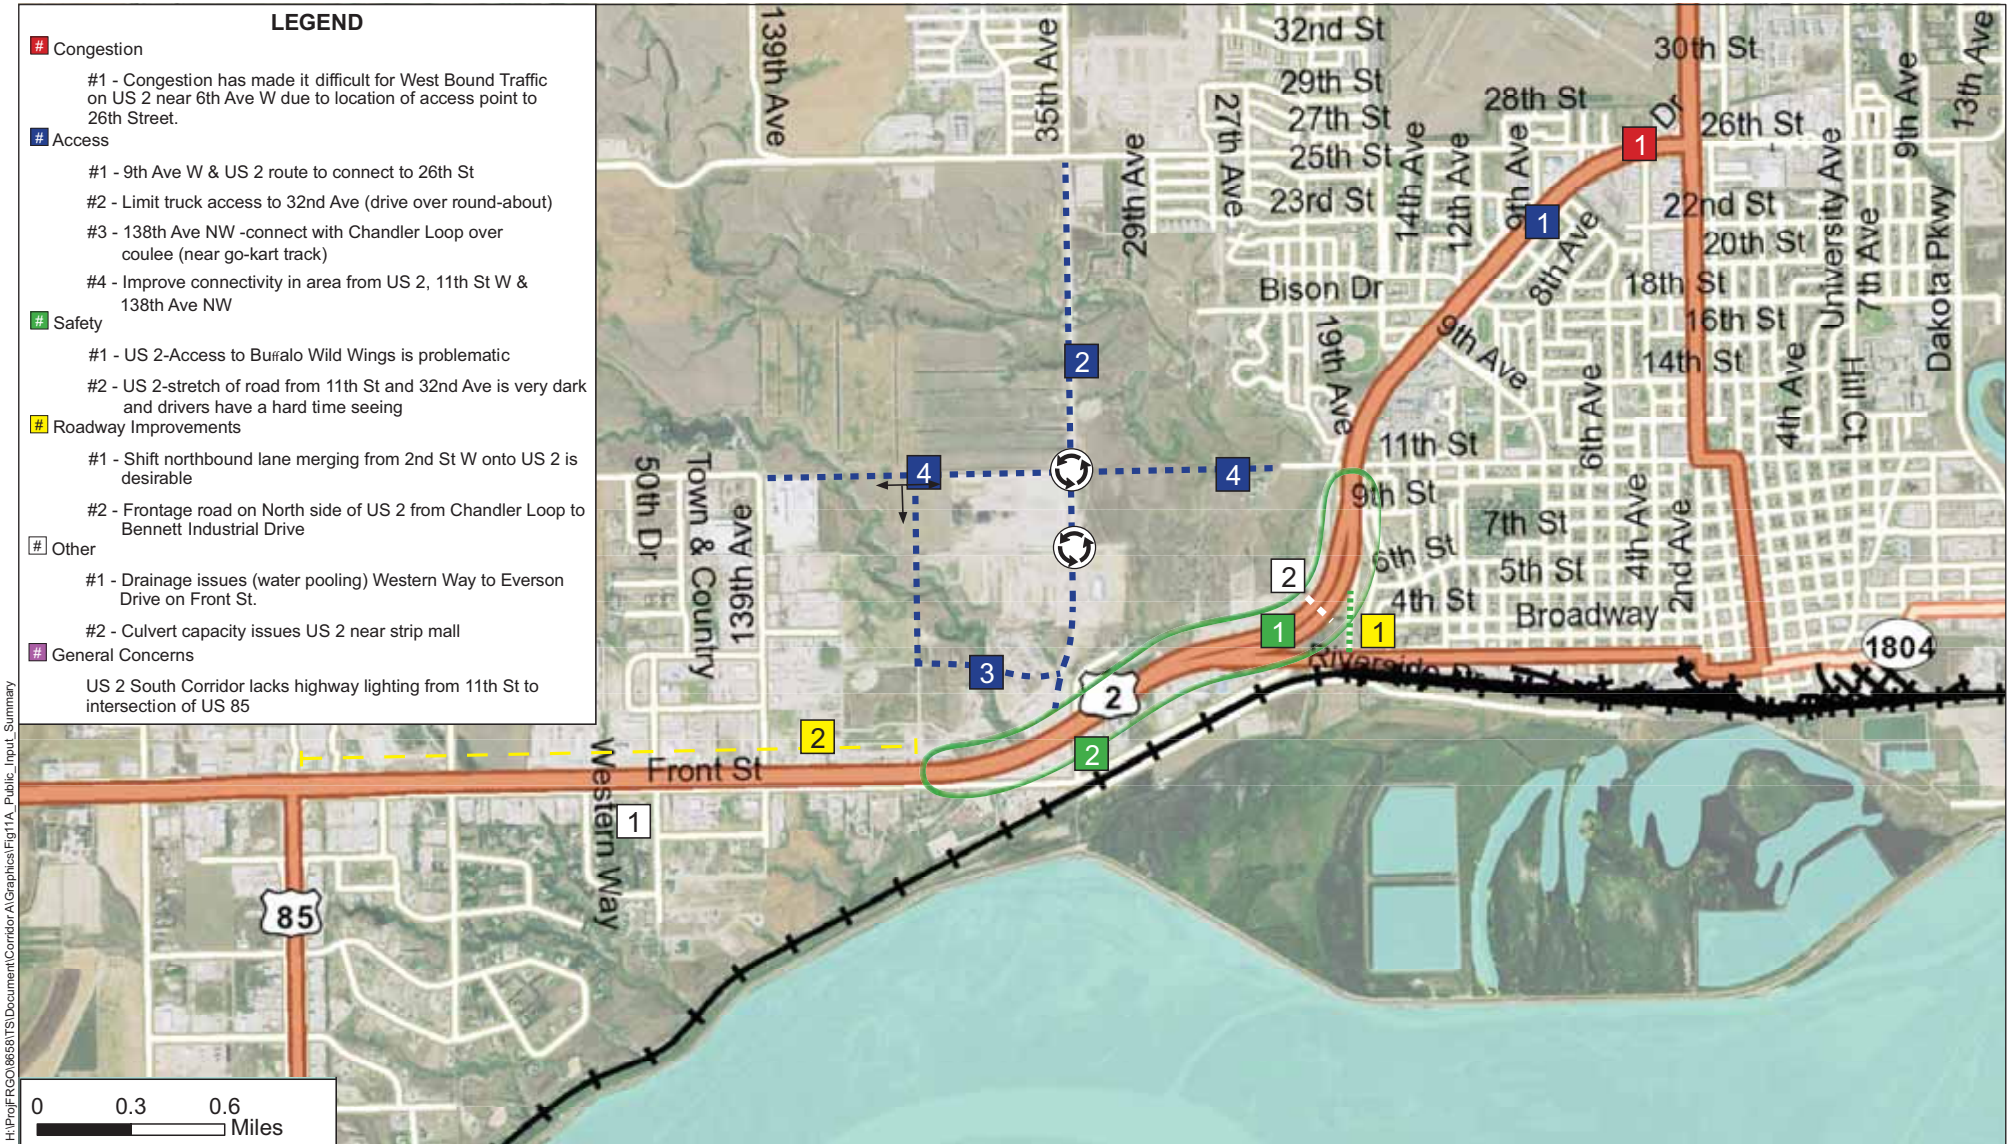 LEGEND
# Congestion
#1 - Congestion has made it difficult for West Bound Traffic
on US 2 near 6th Ave W due to location of access point to
26th Street.
# Access
#1 - 9th Ave W & US 2 route to connect to 26th St
#2 - Limit truck access to 32nd Ave (drive over round-about)
#3 - 138th Ave NW -connect with Chandler Loop over
coulee (near go-kart track)
#4 - Improve connectivity in area from US 2, 11th St W &
138th Ave NW
# Safety
#1 - US 2-Access to Buffalo Wild Wings is problematic
#2 - US 2-stretch of road from 11th St and 32nd Ave is very dark
and drivers have a hard time seeing
# Roadway Improvements
#1 - Shift northbound lane merging from 2nd St W onto US 2 is
desirable
#2 - Frontage road on North side of US 2 from Chandler Loop to
Bennett Industrial Drive
# Other
#1 - Drainage issues (water pooling) Western Way to Everson
Drive on Front St.
#2 - Culvert capacity issues US 2 near strip mall
# General Concerns
US 2 South Corridor lacks highway lighting from 11th St to
intersection of US 85
139th Ave
35th Ave
32nd St
29th St
27th St
25th St
23rd St
29th Ave
27th Ave
14th Ave
12th Ave
9th Ave
28th St
Dr
30th St
26th St
22nd St
20th St
18th St
16th St
14th St
University Ave
7th Ave
9th Ave
13th Ave
Dakota Pkwy
Hill Ct
4th Ave
1
1
8th Ave
Bison Dr
9th Ave
19th Ave
6th Ave
2
11th St
9th St
7th St
6th St
5th St
4th St
4th Ave
2nd Ave
Broadway
4
4
50th Dr
Town & Country
139th Ave
2
1
1
3
2
Riverside Dr
1804
2
2
Front St
Western Way
1
85
0 0.3 0.6
Miles
H:\Proj\FRGO\8658\TS\Document\Corridor A\Graphics\Fig11A_Public_Input_Summary